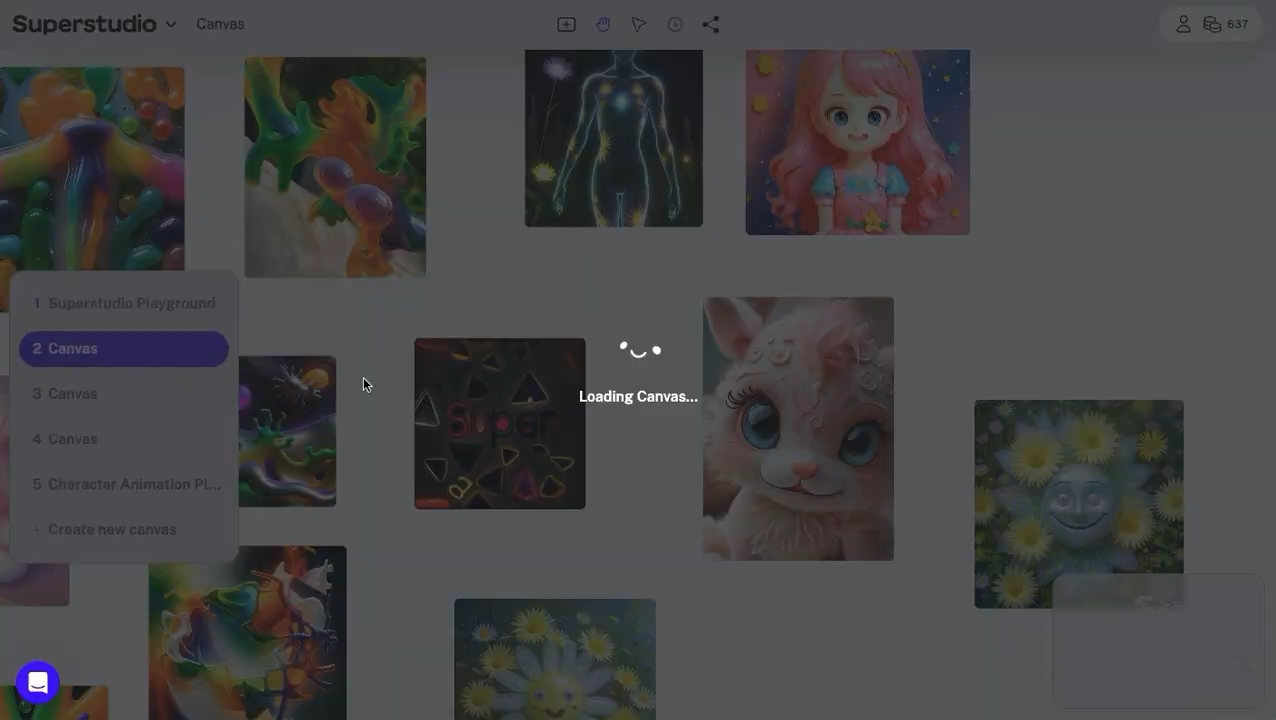 Superstudio
Canvas
637
1 Superstudio Playground
2 Canvas
3 Canvas
4 Canvas
5 Character Animation Pl...
+ Create new canvas
Super
Loading Canvas...